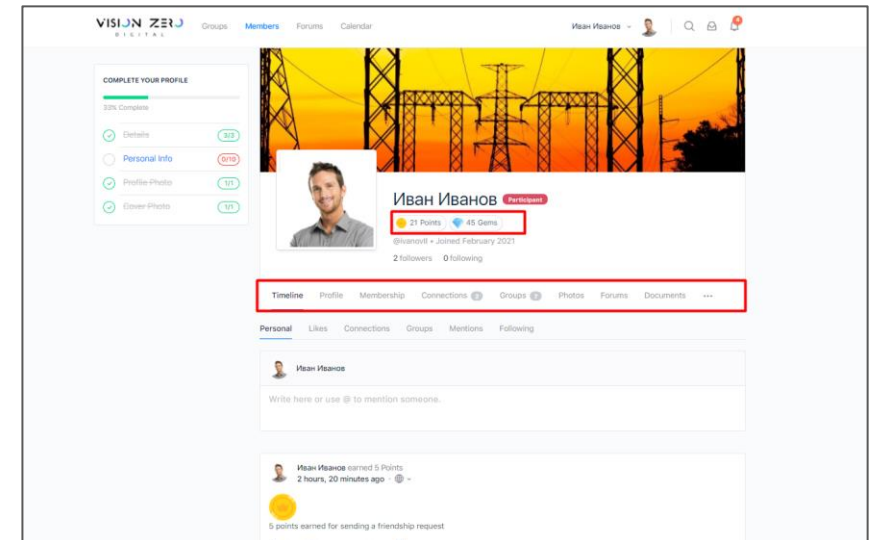 VISION ZERO
DIGITAL
Groups Members Forums Calendar
Иван Иванов
4
COMPLETE YOUR PROFILE
33% Complete
Details 3/3
Personal Info 0/10
Profile Photo 1/1
Cover Photo 1/1
Иван Иванов Participant
21 Points 45 Gems
@ivanovii • Joined February 2021
2 followers 0 following
Timeline Profile Membership Connections Groups Photos Forums Documents ...
Personal Likes Connections Groups Mentions Following
Иван Иванов
Write here or use @ to mention someone.
Иван Иванов earned 5 Points
2 hours, 20 minutes ago
5 points earned for sending a friendship request